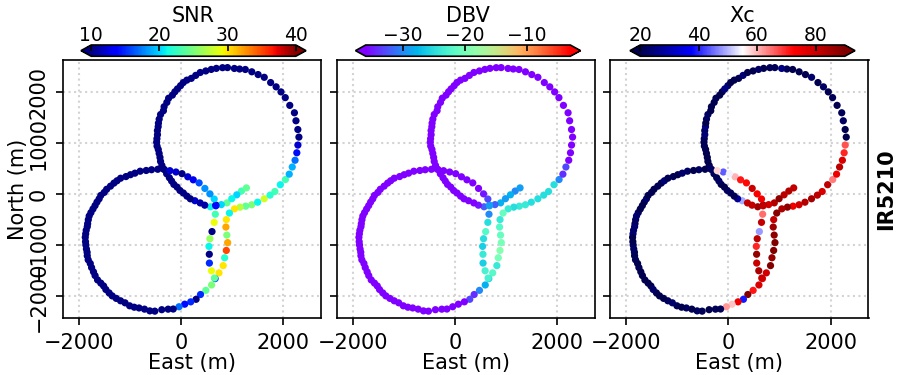 SNR DBV Xc
10 20 30 40 −30 −20 −10 20 40 60 80
North (m)
2000
1000
0
−1000
−2000
IR5210
−2000 0 2000 −2000 0 2000 −2000 0 2000
East (m) East (m) East (m)